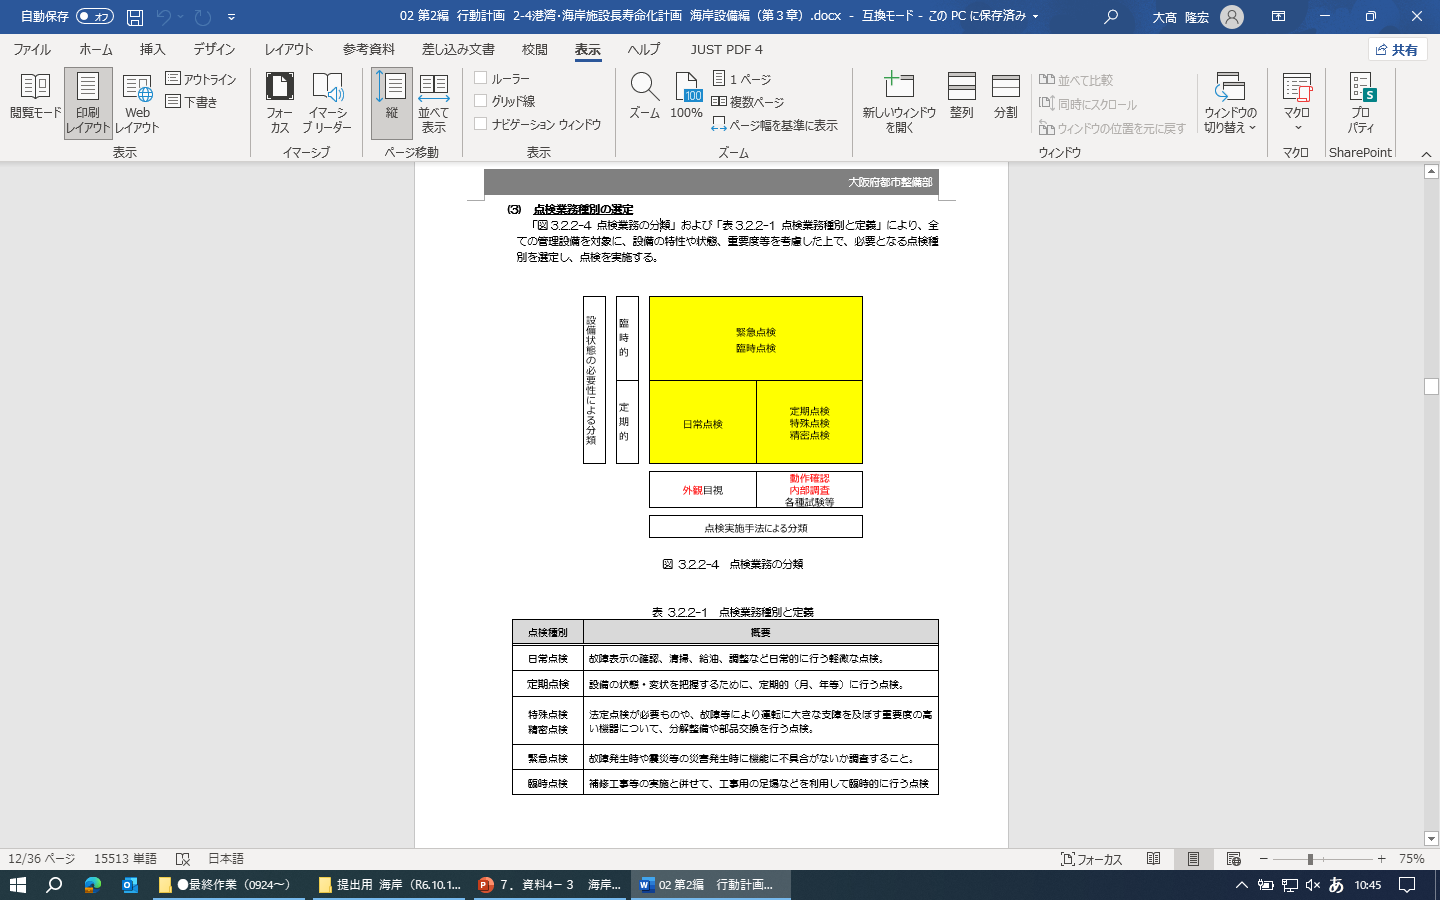 自動保存 オフ
02 第2編 行動計画 2-4港湾・海岸施設長寿命化計画 海岸設備編（第３章）.docx - 互換モード - この PC に保存済み
大髙 隆宏
ファイル ホーム 挿入 デザイン レイアウト 参考資料 差し込み文書 校閲 表示 ヘルプ JUST PDF 4
共有
閲覧モード
印刷
レイアウト
Web
レイアウト
アウトライン
下書き
表示
フォー
カス
イマーシ
ブ リーダー
イマーシブ
縦
並べて
表示
ページ移動
ルーラー
グリッド線
ナビゲーション ウィンドウ
表示
ズーム
100
100%
1 ページ
複数ページ
ページ幅を基準に表示
ズーム
新しいウィンドウ
を開く
整列
分割
並べて比較
同時にスクロール
ウィンドウの位置を元に戻す
ウィンドウの
切り替え
ウィンドウ
マクロ
マクロ
プロ
パティ
SharePoint
大阪府都市整備部
(3) 点検業務種別の選定
「図 3.2.2-4 点検業務の分類」および「表 3.2.2-1 点検業務種別と定義」により、全
ての管理設備を対象に、設備の特性や状態、重要度等を考慮した上で、必要となる点検種
別を選定し、点検を実施する。
設備状態の必要性による分類
臨時的
定期的
緊急点検
臨時点検
日常点検
定期点検
特殊点検
精密点検
外観目視
動作確認
内部調査
各種試験等
点検実施手法による分類
図 3.2.2-4 点検業務の分類
表 3.2.2-1 点検業務種別と定義
点検種別 概要
日常点検 故障表示の確認、清掃、給油、調整など日常的に行う軽微な点検。
定期点検 設備の状態・変状を把握するために、定期的（月、年等）に行う点検。
特殊点検
精密点検
法定点検が必要ものや、故障等により運転に大きな支障を及ぼす重要度の高
い機器について、分解整備や部品交換を行う点検。
緊急点検 故障発生時や震災等の災害発生時に機能に不具合がないか調査すること。
臨時点検 補修工事等の実施と併せて、工事用の足場などを利用して臨時的に行う点検
12/36 ページ 15513 単語 日本語
フォーカス
75%
●最終作業（0924～）
提出用 海岸（R6.10.1...
７．資料4－３ 海岸...
02 第2編 行動計画...
あ
10:45